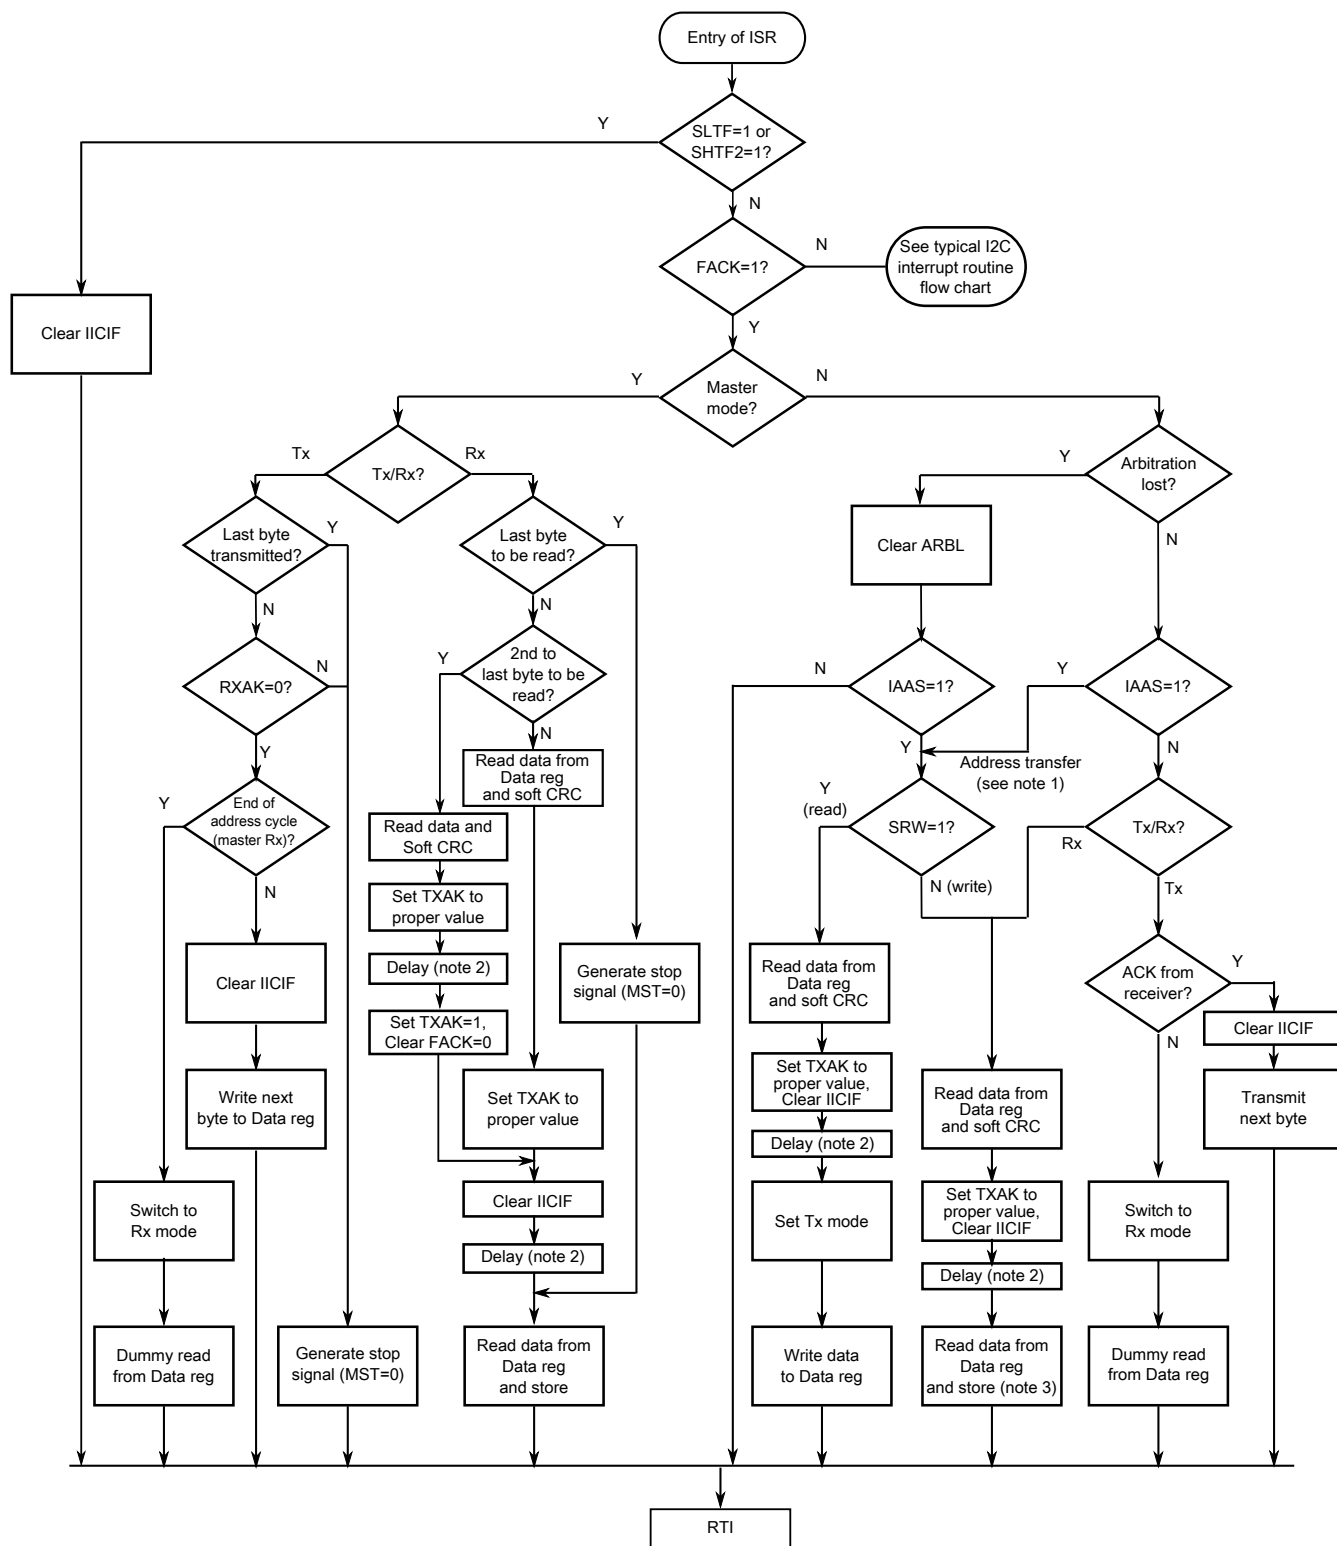 Entry of ISR
Y
SLTF=1 or
SHTF2=1?
N
FACK=1?
N
See typical I2C
interrupt routine
flow chart
Clear IICIF
Y
Y
Master
mode?
N
Tx
Tx/Rx?
Rx
Y
Arbitration
lost?
Last byte
transmitted?
Y
Last byte
to be read?
Y
Clear ARBL
N
N
N
RXAK=0?
N
Y
2nd to
last byte to be
read?
N
IAAS=1?
Y
IAAS=1?
Y
N
Read data from
Data reg
and soft CRC
Y
Address transfer
(see note 1)
N
Y
End of
address cycle
(master Rx)?
Read data and
Soft CRC
Y
(read)
SRW=1?
Rx
Tx/Rx?
N
Set TXAK to
proper value
N (write)
Tx
Clear IICIF
Delay (note 2)
Generate stop
signal (MST=0)
Read data from
Data reg
and soft CRC
ACK from
receiver?
Y
Set TXAK=1,
Clear FACK=0
N
Clear IICIF
Write next
byte to Data reg
Set TXAK to
proper value
Set TXAK to
proper value,
Clear IICIF
Read data from
Data reg
and soft CRC
Transmit
next byte
Delay (note 2)
Switch to
Rx mode
Clear IICIF
Set Tx mode
Set TXAK to
proper value,
Clear IICIF
Switch to
Rx mode
Delay (note 2)
Delay (note 2)
Dummy read
from Data reg
Generate stop
signal (MST=0)
Read data from
Data reg
and store
Write data
to Data reg
Read data from
Data reg
and store (note 3)
Dummy read
from Data reg
RTI